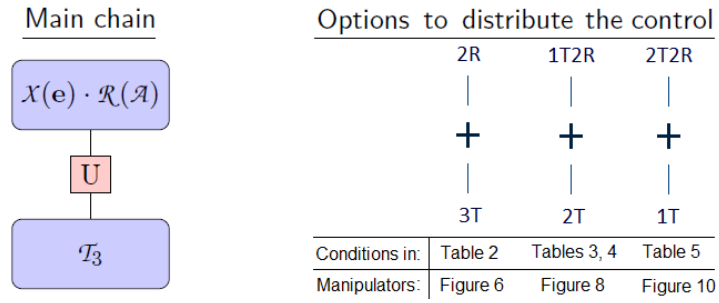 Main chain
X(e) · R(A)
U
T₃
Options to distribute the control
2R 1T2R 2T2R
+ + +
3T 2T 1T
Conditions in: Table 2 Tables 3, 4 Table 5
Manipulators: Figure 6 Figure 8 Figure 10